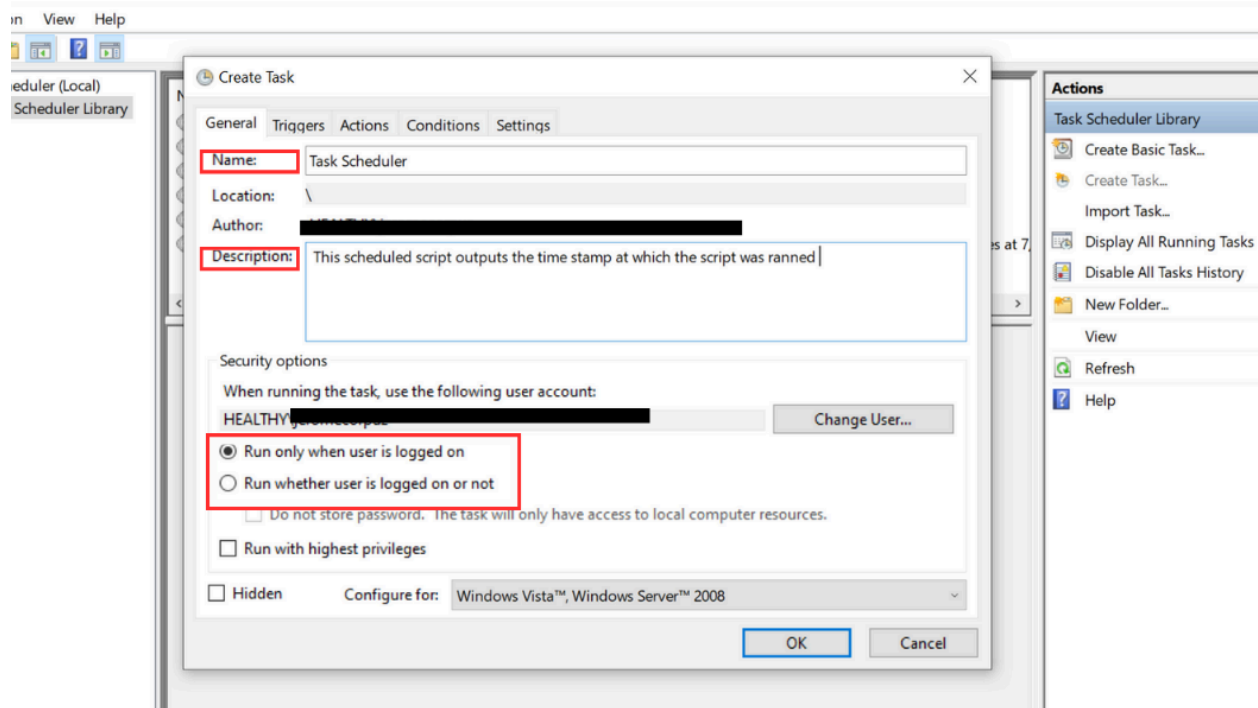 View Help
Scheduler Library
Create Task
General Triggers Actions Conditions Settings
Name: Task Scheduler
Location: \
Author:
Description: This scheduled script outputs the time stamp at which the script was ranned
Security options
When running the task, use the following user account:
HEALTHY\
Change User...
Run only when user is logged on
Run whether user is logged on or not
Do not store password. The task will only have access to local computer resources.
Run with highest privileges
Hidden Configure for: Windows Vista™, Windows Server™ 2008
OK Cancel
(Local)
es at 7
Actions
Task Scheduler Library
Create Basic Task...
Create Task...
Import Task...
Display All Running Tasks
Disable All Tasks History
New Folder...
View
Refresh
Help